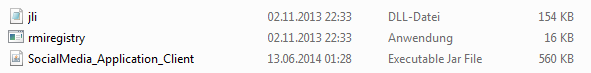 jli 02.11.2013 22:33 DLL-Datei 154 KB
rmiregistry 02.11.2013 22:33 Anwendung 16 KB
SocialMedia_Application_Client 13.06.2014 01:28 Executable Jar File 560 KB